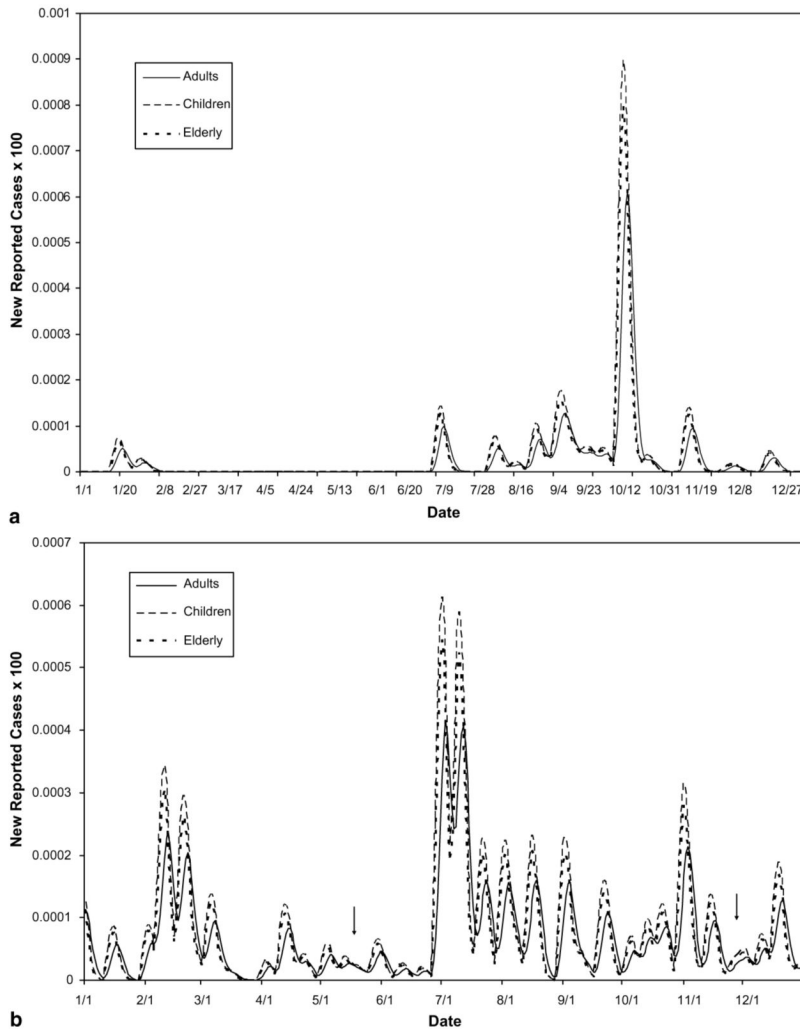 0.001
0.0009
0.0008
0.0007
0.0006
0.0005
0.0004
0.0003
0.0002
0.0001
0
New Reported Cases x 100
Adults
Children
Elderly
1/1 1/20 2/8 2/27 3/17 4/5 4/24 5/13 6/1 6/20 7/9 7/28 8/16 9/4 9/23 10/12 10/31 11/19 12/8 12/27
Date
a
0.0007
0.0006
0.0005
0.0004
0.0003
0.0002
0.0001
0
New Reported Cases x 100
Adults
Children
Elderly
1/1 2/1 3/1 4/1 5/1 6/1 7/1 8/1 9/1 10/1 11/1 12/1
Date
b